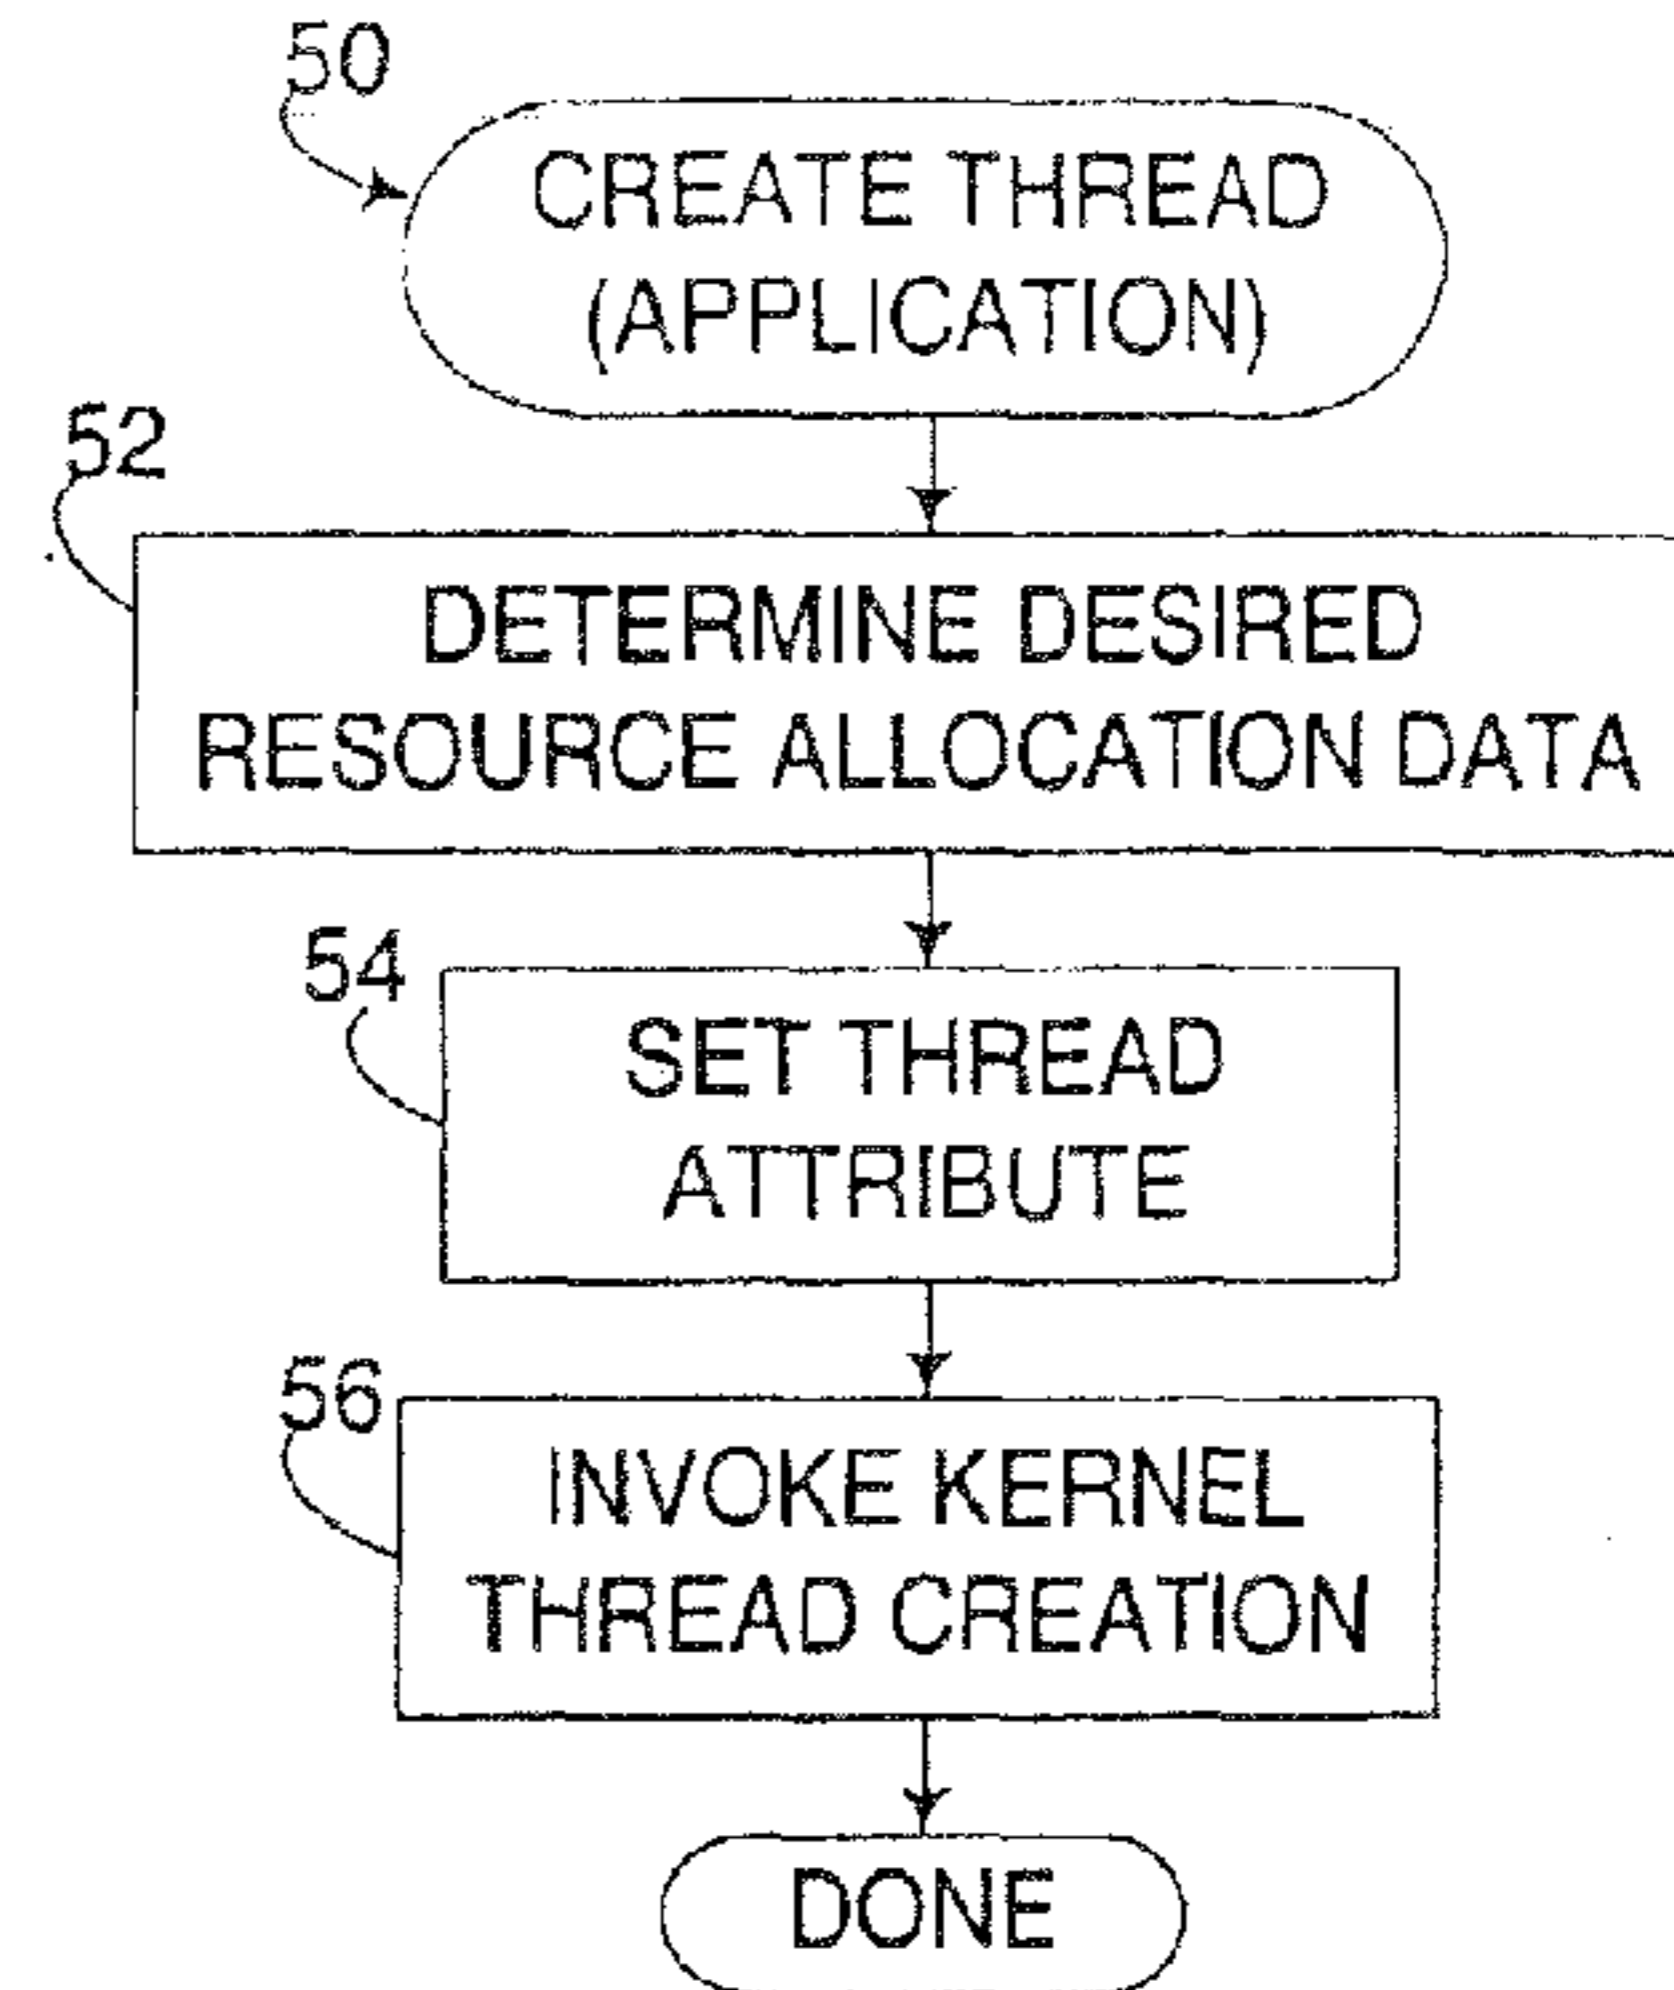 50
CREATE THREAD
(APPLICATION)
52
DETERMINE DESIRED
RESOURCE ALLOCATION DATA
54
SET THREAD
ATTRIBUTE
56
INVOKE KERNEL
THREAD CREATION
DONE